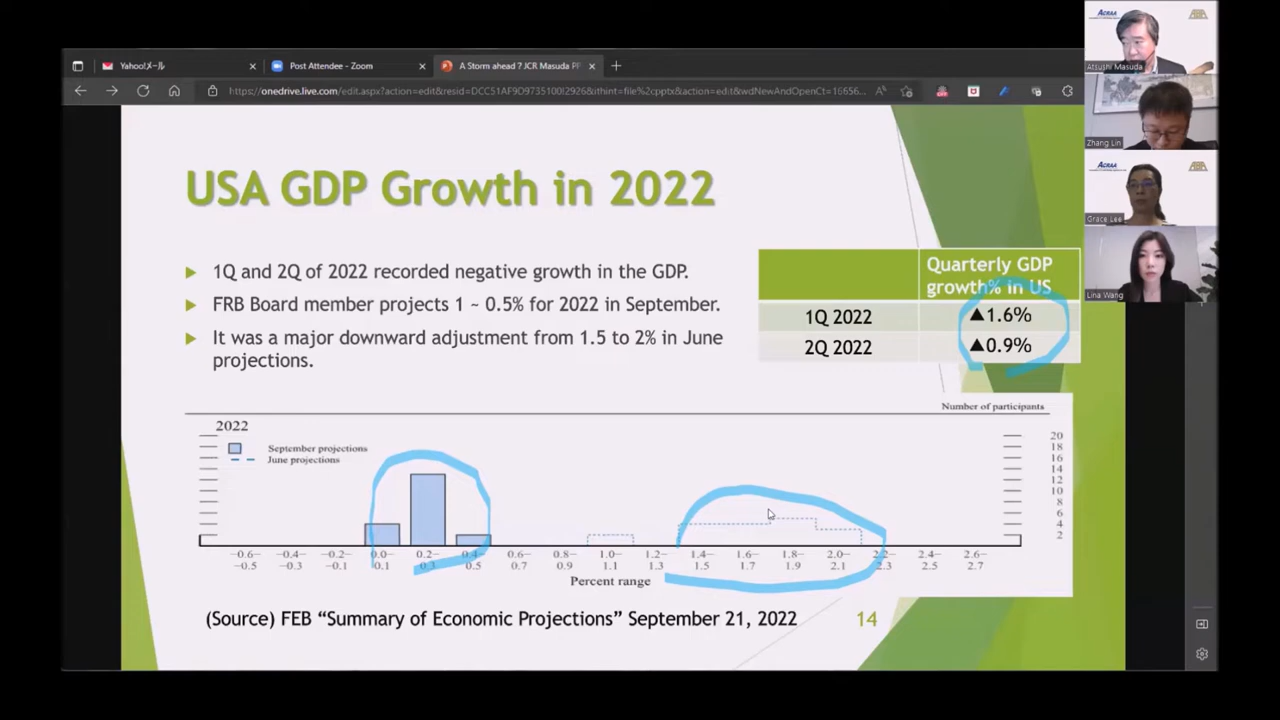 Yahoo!メール
Post Attendee - Zoom
A Storm ahead ? JCR Masuda PP
https://onedrive.live.com/edit.aspx?action=edit&resid=DCC51AF9D9735100!2926&ithint=file%2cpptx&action=edit&wdNewAndOpenCt=16656...
ACRAA
Atsushi Masuda
Zhang Lin
ACRAA
Grace Lee
Lina Wang
USA GDP Growth in 2022
1Q and 2Q of 2022 recorded negative growth in the GDP.
FRB Board member projects 1 ~ 0.5% for 2022 in September.
It was a major downward adjustment from 1.5 to 2% in June
projections.
Quarterly GDP
growth% in US
1Q 2022 ▲1.6%
2Q 2022 ▲0.9%
Number of participants
2022
September projections
June projections
20
18
16
14
12
10
8
6
4
2
−0.6− −0.4− −0.2− 0.0− 0.2− 0.4− 0.6− 0.8− 1.0− 1.2− 1.4− 1.6− 1.8− 2.0− 2.2− 2.4− 2.6−
−0.5 −0.3 −0.1 0.1 0.3 0.5 0.7 0.9 1.1 1.3 1.5 1.7 1.9 2.1 2.3 2.5 2.7
Percent range
(Source) FEB “Summary of Economic Projections” September 21, 2022
14